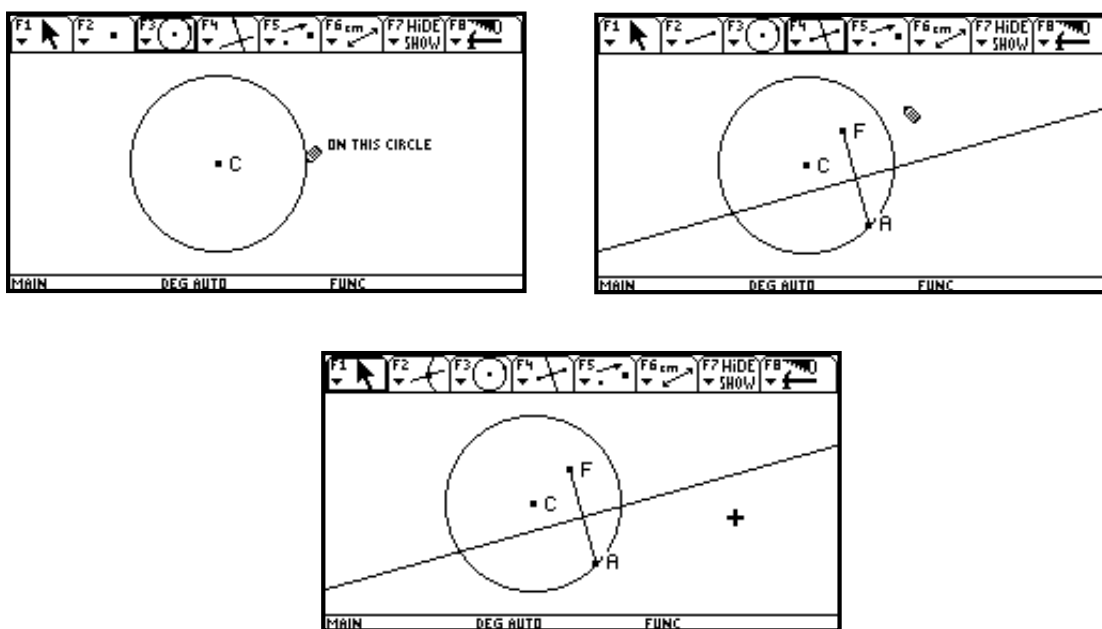 F1 F2 F3 F4 F5 F6 cm F7 HiDE SHOW F8
C
ON THIS CIRCLE
MAIN DEG AUTO FUNC
F1 F2 F3 F4 F5 F6 cm F7 HiDE SHOW F8
F
C
A
MAIN DEG AUTO FUNC
F1 F2 F3 F4 F5 F6 cm F7 HiDE SHOW F8
F
C
A
MAIN DEG AUTO FUNC